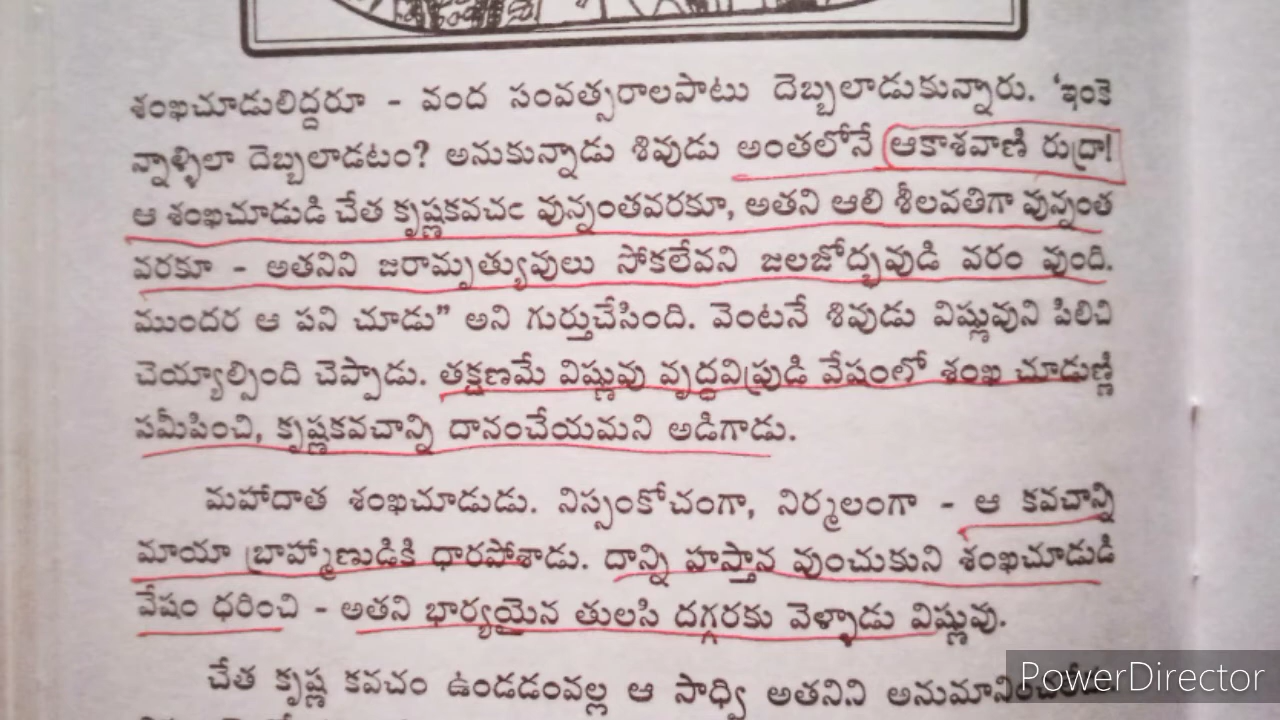 శంఖచూడులిద్దరూ - వంద సంవత్సరాలపాటు దెబ్బలాడుకున్నారు. 'ఇంకె
న్నాళ్ళిలా దెబ్బలాడటం? అనుకున్నాడు శివుడు అంతలోనే ఆకాశవాణి రుద్రా!
ఆ శంఖచూడుడి చేత కృష్ణకవచం వున్నంతవరకూ, అతని ఆలి శీలవతిగా వున్నంత
వరకూ - అతనిని జరామృత్యువులు సోకలేవని జలజోద్భవుడి వరం వుంది.
ముందర ఆ పని చూడు" అని గుర్తుచేసింది. వెంటనే శివుడు విష్ణువుని పిలిచి
చెయ్యాల్సింది చెప్పాడు. తక్షణమే విష్ణువు వృద్ధవిప్రుడి వేషంలో శంఖ చూడుణ్ణి
సమీపించి, కృష్ణకవచాన్ని దానంచేయమని అడిగాడు.
మహాదాత శంఖచూడుడు. నిస్సంకోచంగా, నిర్మలంగా - ఆ కవచాన్ని
మాయా బ్రాహ్మాణుడికి ధారపోశాడు. దాన్ని హస్తాన వుంచుకుని శంఖచూడుడి
వేషం ధరించి - అతని భార్యయైన తులసి దగ్గరకు వెళ్ళాడు విష్ణువు.
చేత కృష్ణ కవచం ఉండడంవల్ల ఆ సాధ్వి అతనిని
PowerDirector